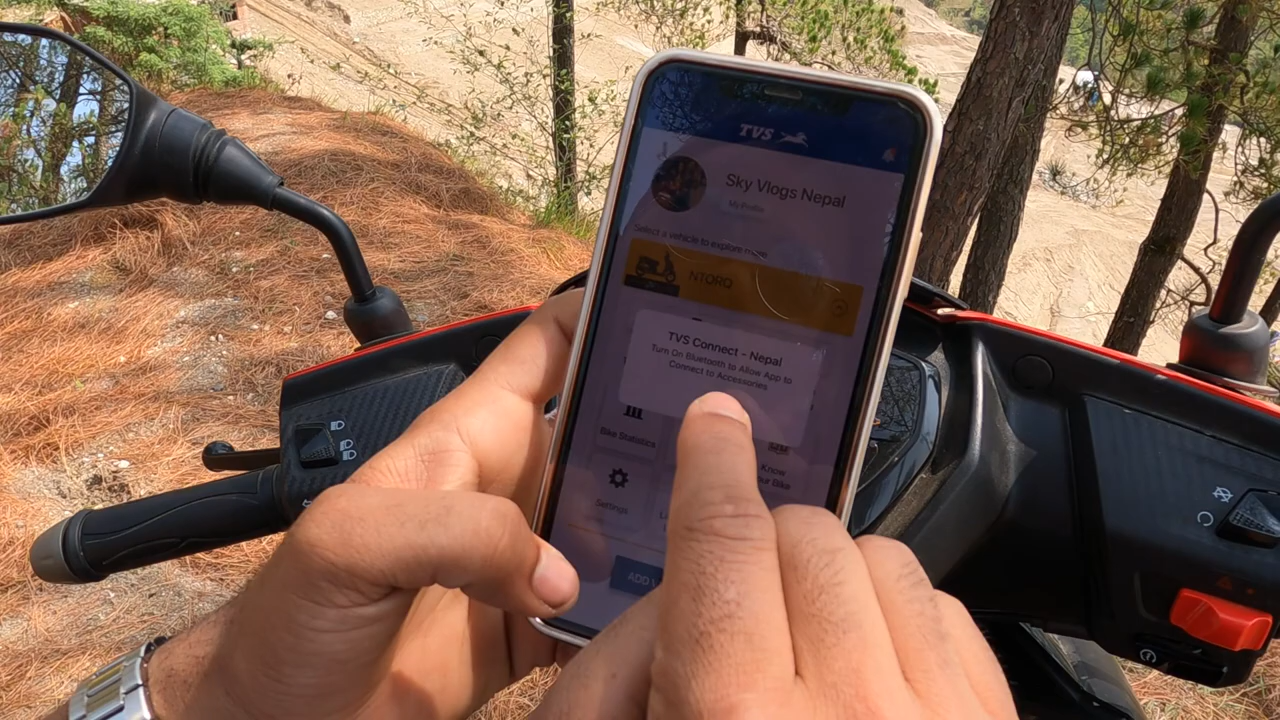 TVS
Sky Vlogs Nepal
My Profile
Select a vehicle to explore more
NTORQ
TVS Connect - Nepal
Turn On Bluetooth to Allow App to
Connect to Accessories
Bike Statistics
Know
Settings
ADD